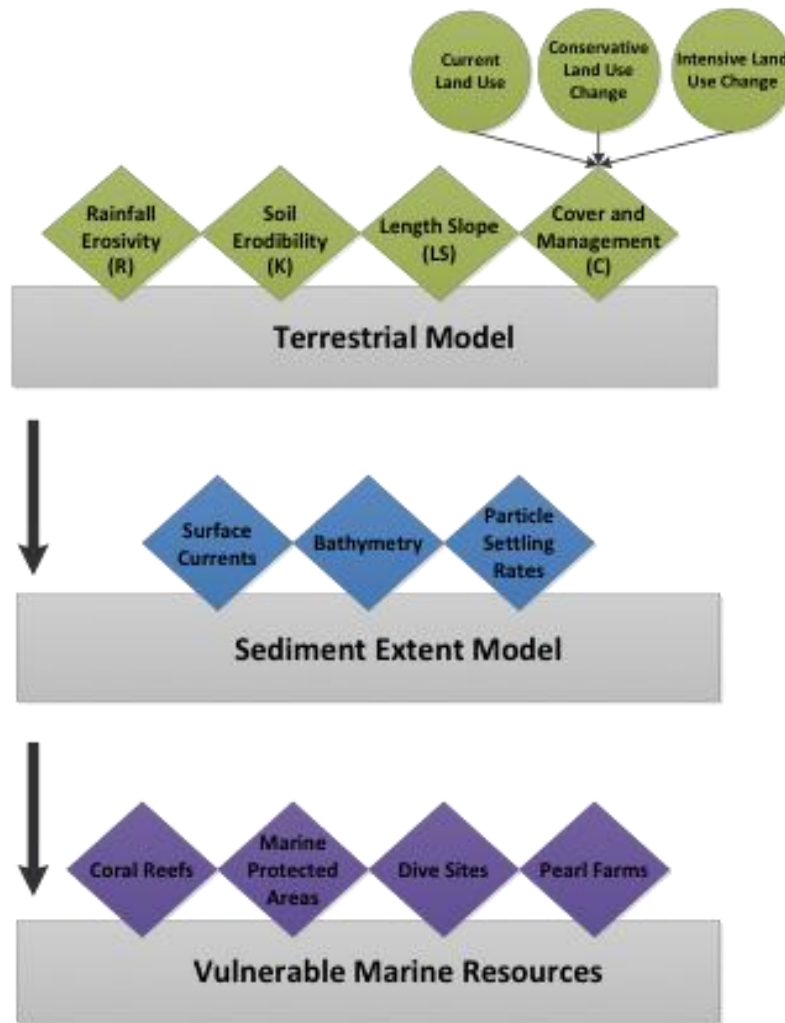 Current
Land Use
Conservative
Land Use
Change
Intensive Land
Use Change
Rainfall
Erosivity
(R)
Soil
Erodibility
(K)
Length Slope
(LS)
Cover and
Management
(C)
Terrestrial Model
Surface
Currents
Bathymetry
Particle
Settling
Rates
Sediment Extent Model
Coral Reefs
Marine
Protected
Areas
Dive Sites
Pearl Farms
Vulnerable Marine Resources